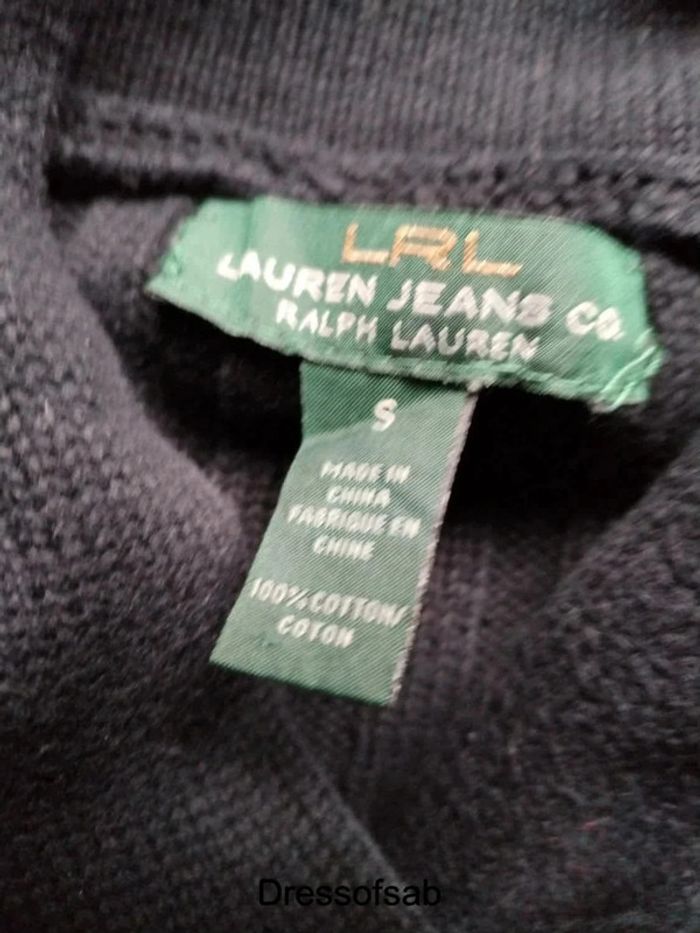 LRL
LAUREN JEANS CO.
RALPH LAUREN
S
MADE IN
CHINA
FABRIQUE EN
CHINE
100% COTTON/
COTON
Dressofsab